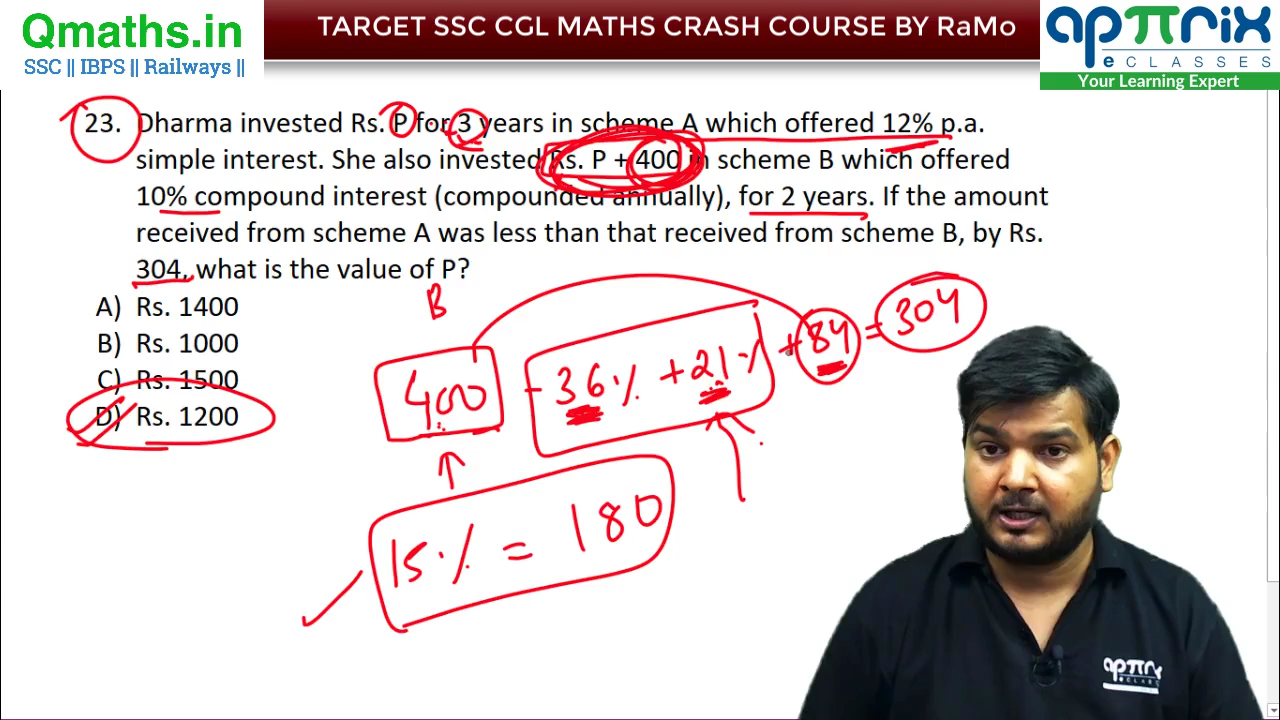 Qmaths.in
SSC || IBPS || Railways ||
TARGET SSC CGL MATHS CRASH COURSE BY RaMo
apπrix
e CLASSES
Your Learning Expert
23. Dharma invested Rs. P for 3 years in scheme A which offered 12% p.a.
simple interest. She also invested Rs. P + 400 in scheme B which offered
10% compound interest (compounded annually), for 2 years. If the amount
received from scheme A was less than that received from scheme B, by Rs.
304, what is the value of P?
A) Rs. 1400
B) Rs. 1000
C) Rs. 1500
D) Rs. 1200
B
400 - 36% + 21% + 84 = 304
15% = 180
apπrix
e CLASSES